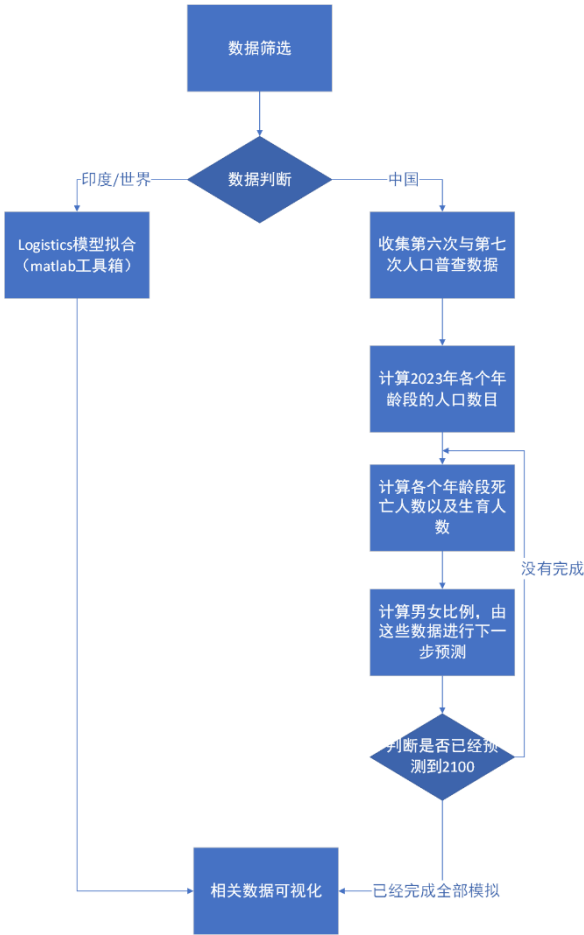 数据筛选
数据判断
印度/世界
中国
Logistics模型拟合
（matlab工具箱）
收集第六次与第七
次人口普查数据
计算2023年各个年
龄段的人口数目
计算各个年龄段死
亡人数以及生育人
数
没有完成
计算男女比例，由
这些数据进行下一
步预测
判断是否已经预
测到2100
相关数据可视化
已经完成全部模拟